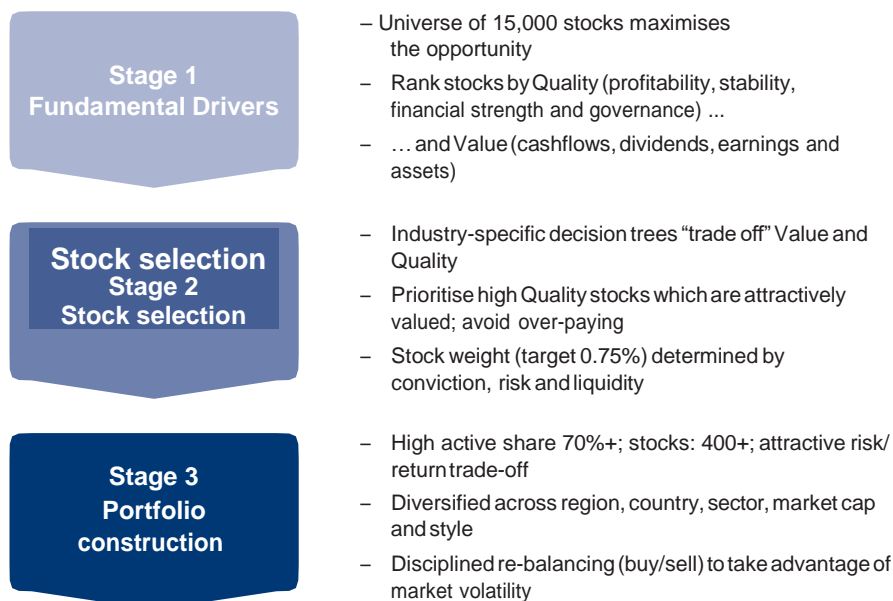 Stage 1
Fundamental Drivers
– Universe of 15,000 stocks maximises
the opportunity
– Rank stocks by Quality (profitability, stability,
financial strength and governance) ...
– … and Value (cashflows, dividends, earnings and
assets)
Stock selection
Stage 2
Stock selection
– Industry-specific decision trees “trade off” Value and
Quality
– Prioritise high Quality stocks which are attractively
valued; avoid over-paying
– Stock weight (target 0.75%) determined by
conviction, risk and liquidity
Stage 3
Portfolio
construction
– High active share 70%+; stocks: 400+; attractive risk/
return trade-off
– Diversified across region, country, sector, market cap
and style
– Disciplined re-balancing (buy/sell) to take advantage of
market volatility